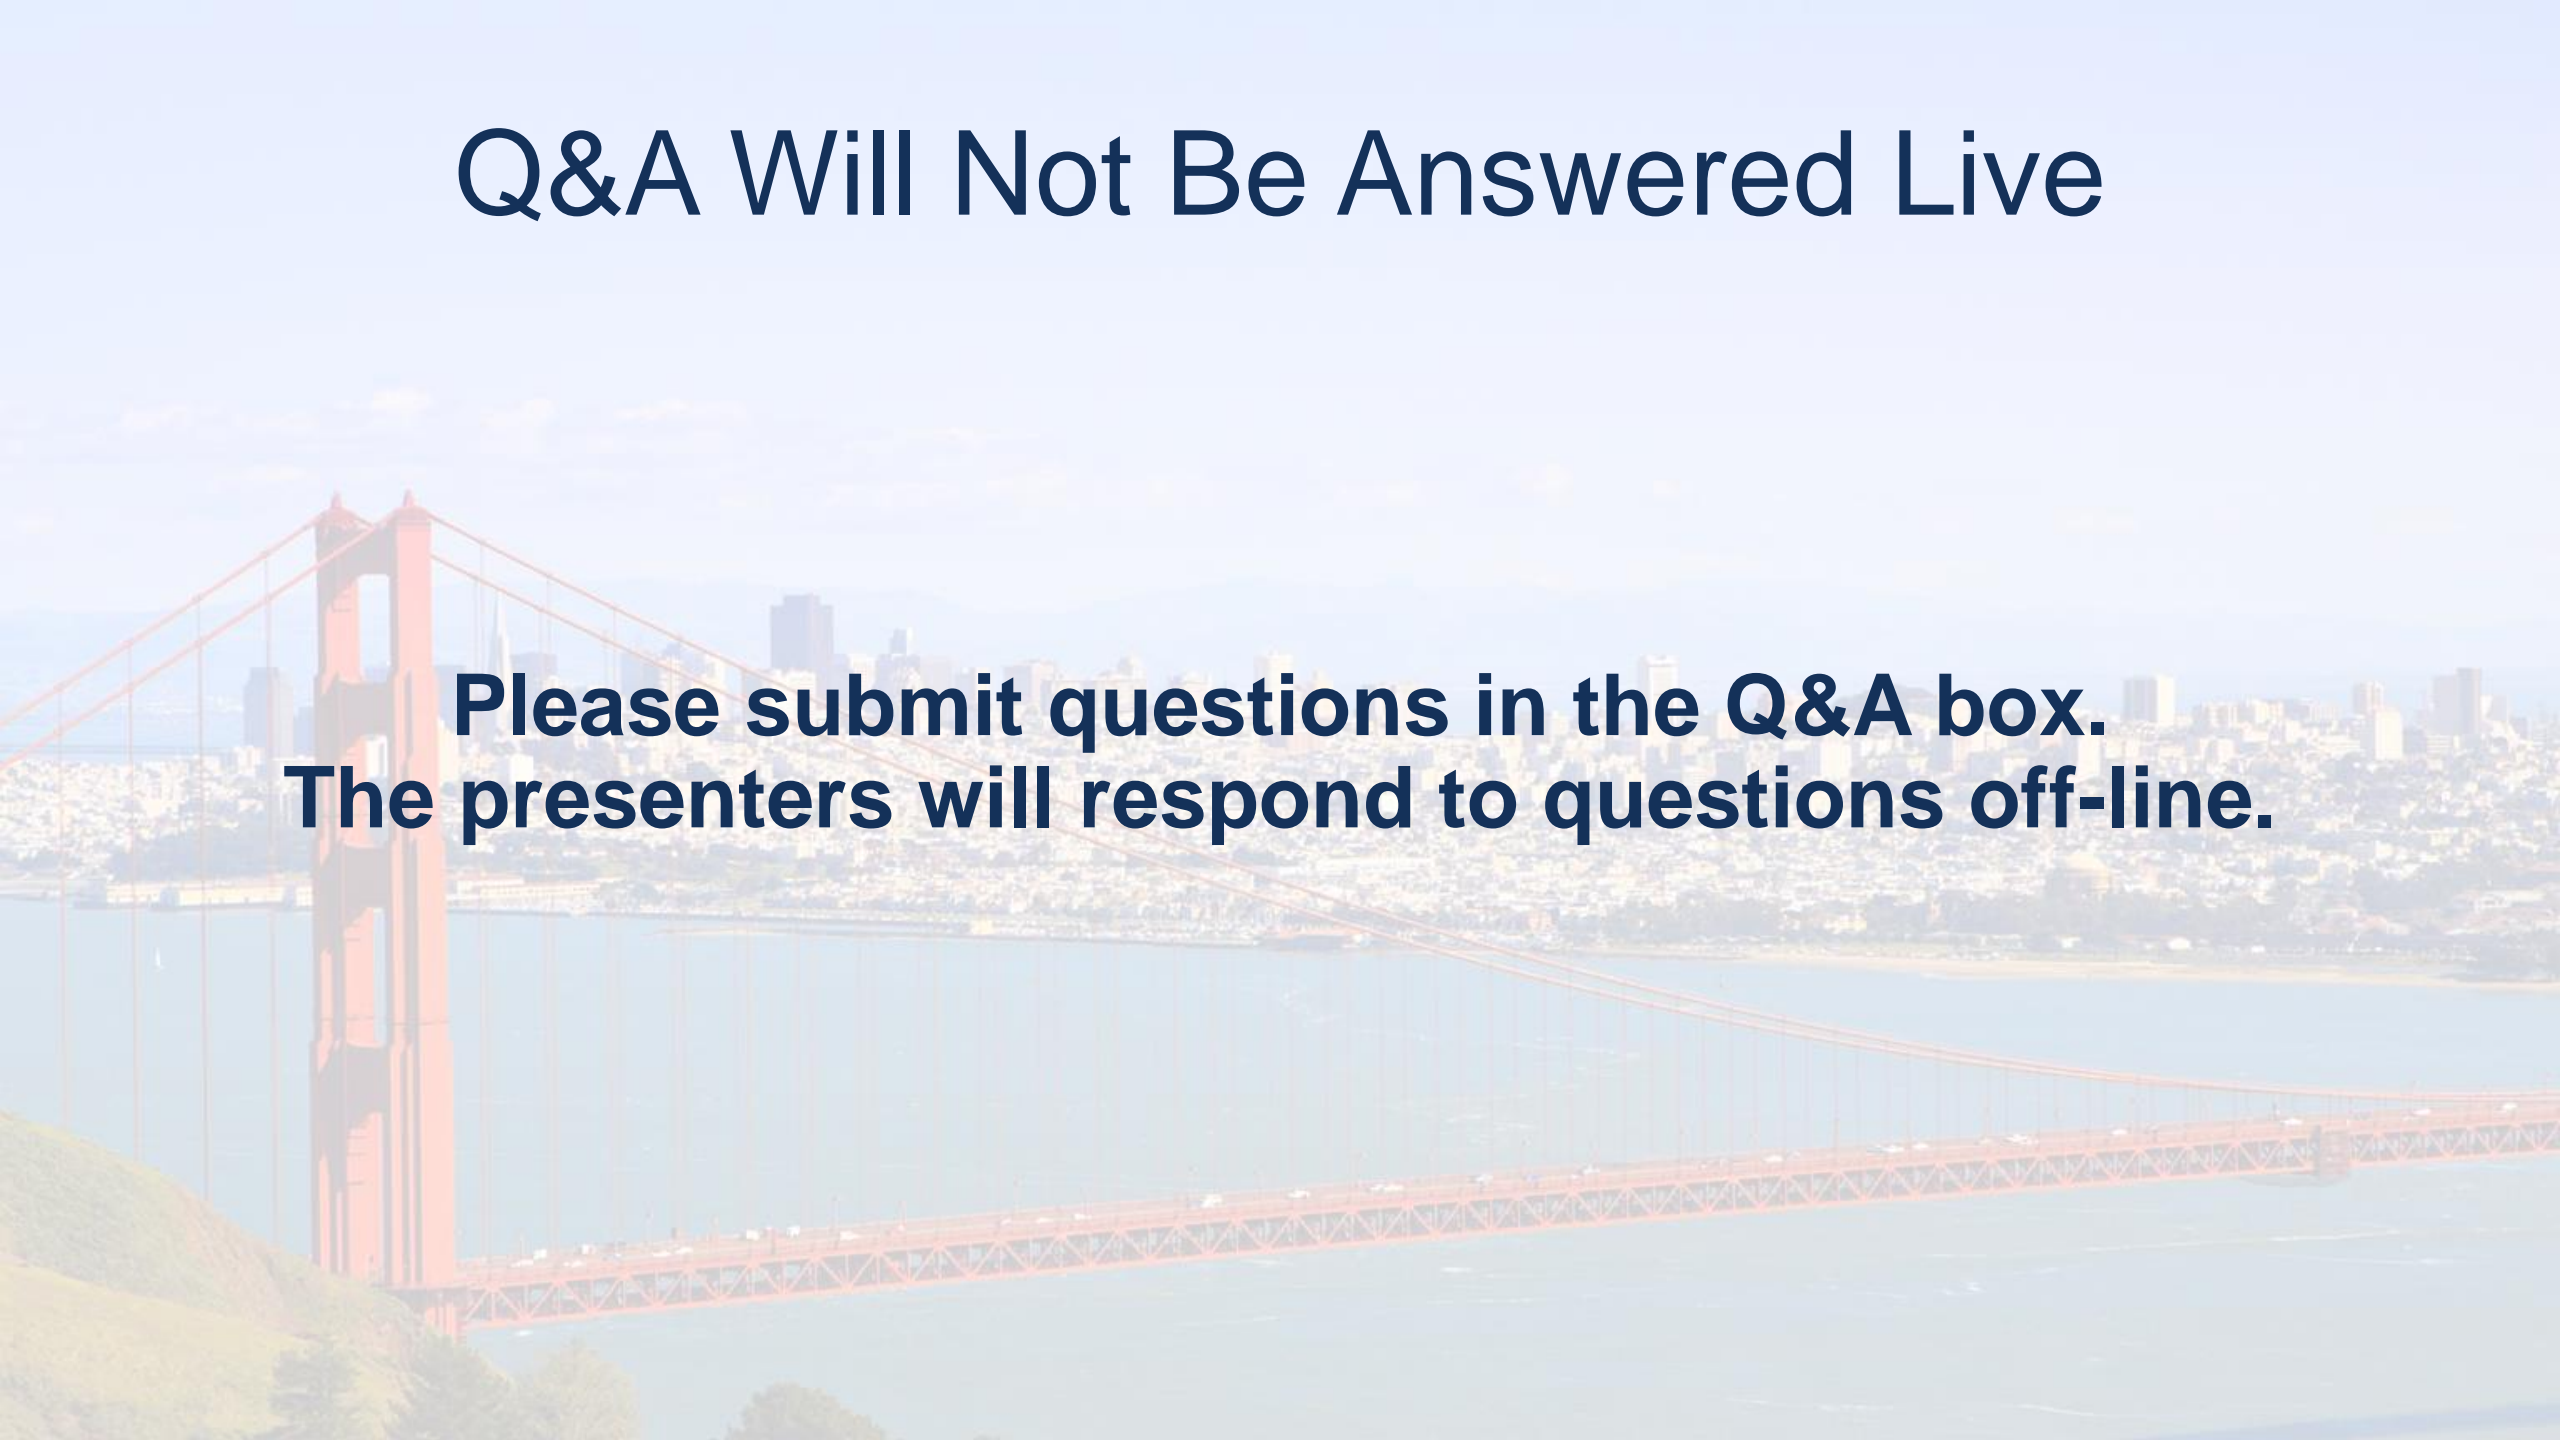 Q&A Will Not Be Answered Live
Please submit questions in the Q&A box.
The presenters will respond to questions off-line.